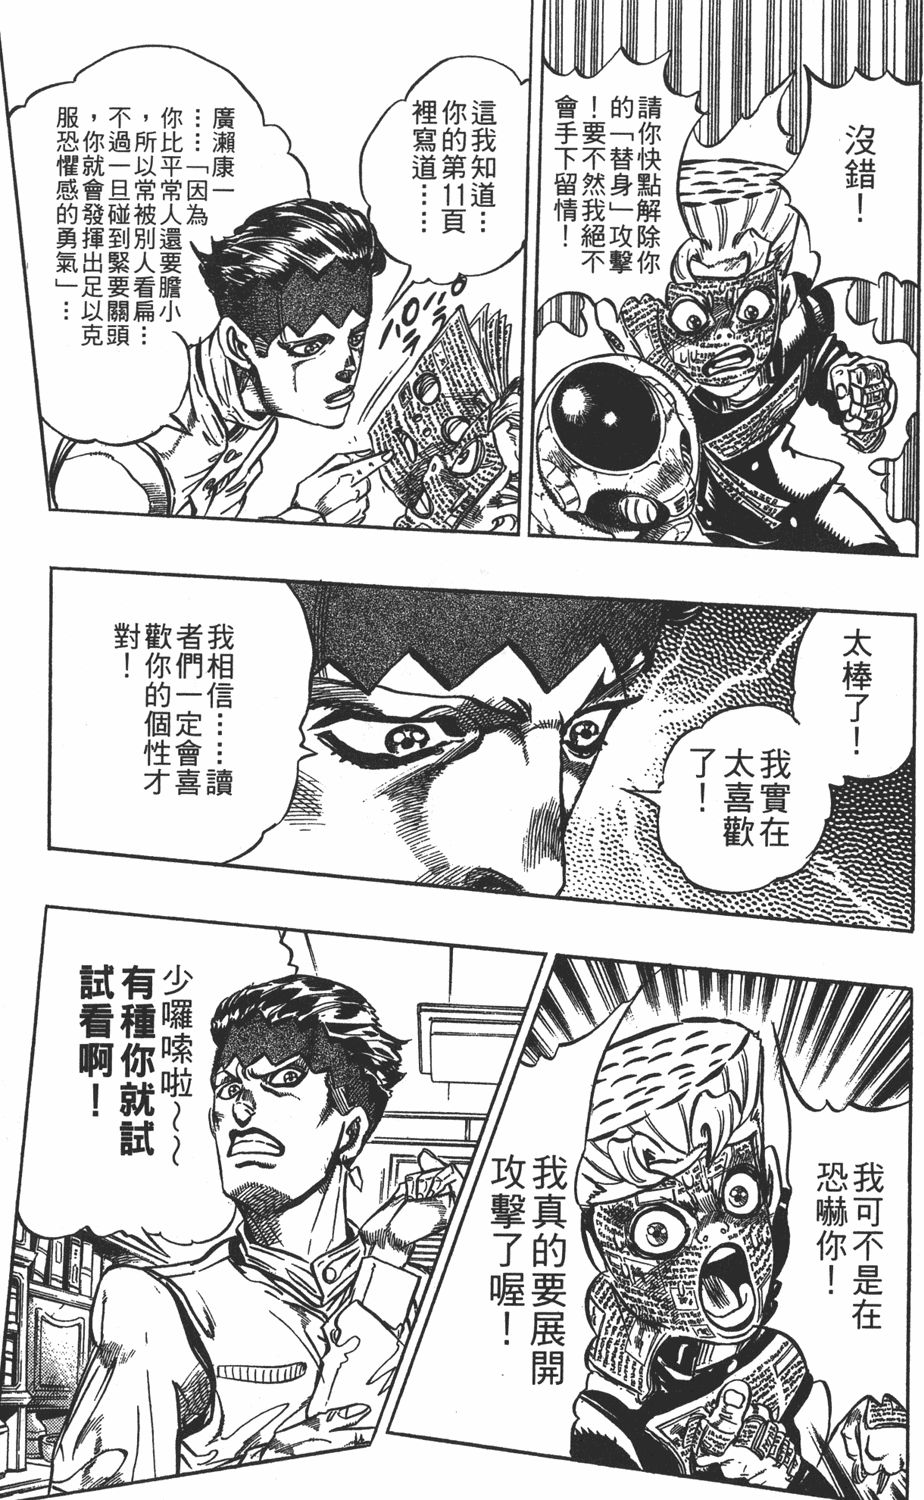 沒錯！
請你快點解除你
的「替身」攻擊
！要不然我絕不
會手下留情！
這我知道…
你的第11頁
裡寫道……
廣瀨康一
……「因為
你比平常人還要膽小
，所以常被別人看扁…
不過一旦碰到緊要關頭
，你就會發揮出足以克
服恐懼感的勇氣」…
太棒了！
我實在
太喜歡
了！
我相信……讀
者們一定會喜
歡你的個性才
對！
我可不是在
恐嚇你！
我真的要展開
攻擊了喔！
少囉嗦啦～～
有種你就試
試看啊！